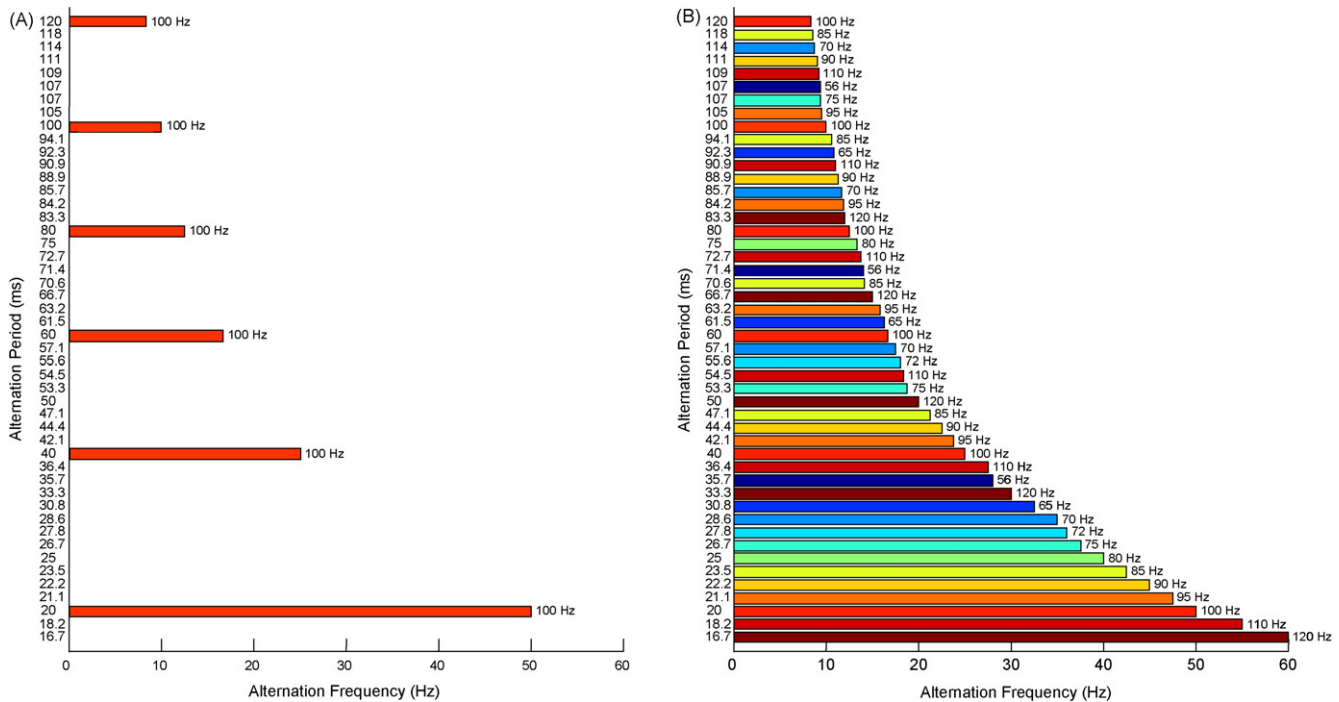 (A)
Alternation Period (ms)
120 100 Hz
118
114
111
109
107
107
105
100 100 Hz
94.1
92.3
90.9
88.9
85.7
84.2
83.3
80 100 Hz
75
72.7
71.4
70.6
66.7
63.2
61.5
60 100 Hz
57.1
55.6
54.5
53.3
50
47.1
44.4
42.1
40 100 Hz
36.4
35.7
33.3
30.8
28.6
27.8
26.7
25
23.5
22.2
21.1
20 100 Hz
18.2
16.7
0 10 20 30 40 50 60
Alternation Frequency (Hz)
(B)
Alternation Period (ms)
120 100 Hz
118 85 Hz
114 70 Hz
111 90 Hz
109 110 Hz
107 56 Hz
107 75 Hz
105 95 Hz
100 100 Hz
94.1 85 Hz
92.3 65 Hz
90.9 110 Hz
88.9 90 Hz
85.7 70 Hz
84.2 95 Hz
83.3 120 Hz
80 100 Hz
75 80 Hz
72.7 110 Hz
71.4 56 Hz
70.6 85 Hz
66.7 120 Hz
63.2 95 Hz
61.5 65 Hz
60 100 Hz
57.1 70 Hz
55.6 72 Hz
54.5 110 Hz
53.3 75 Hz
50 120 Hz
47.1 85 Hz
44.4 90 Hz
42.1 95 Hz
40 100 Hz
36.4 110 Hz
35.7 56 Hz
33.3 120 Hz
30.8 65 Hz
28.6 70 Hz
27.8 72 Hz
26.7 75 Hz
25 80 Hz
23.5 85 Hz
22.2 90 Hz
21.1 95 Hz
20 100 Hz
18.2 110 Hz
16.7 120 Hz
0 10 20 30 40 50 60
Alternation Frequency (Hz)